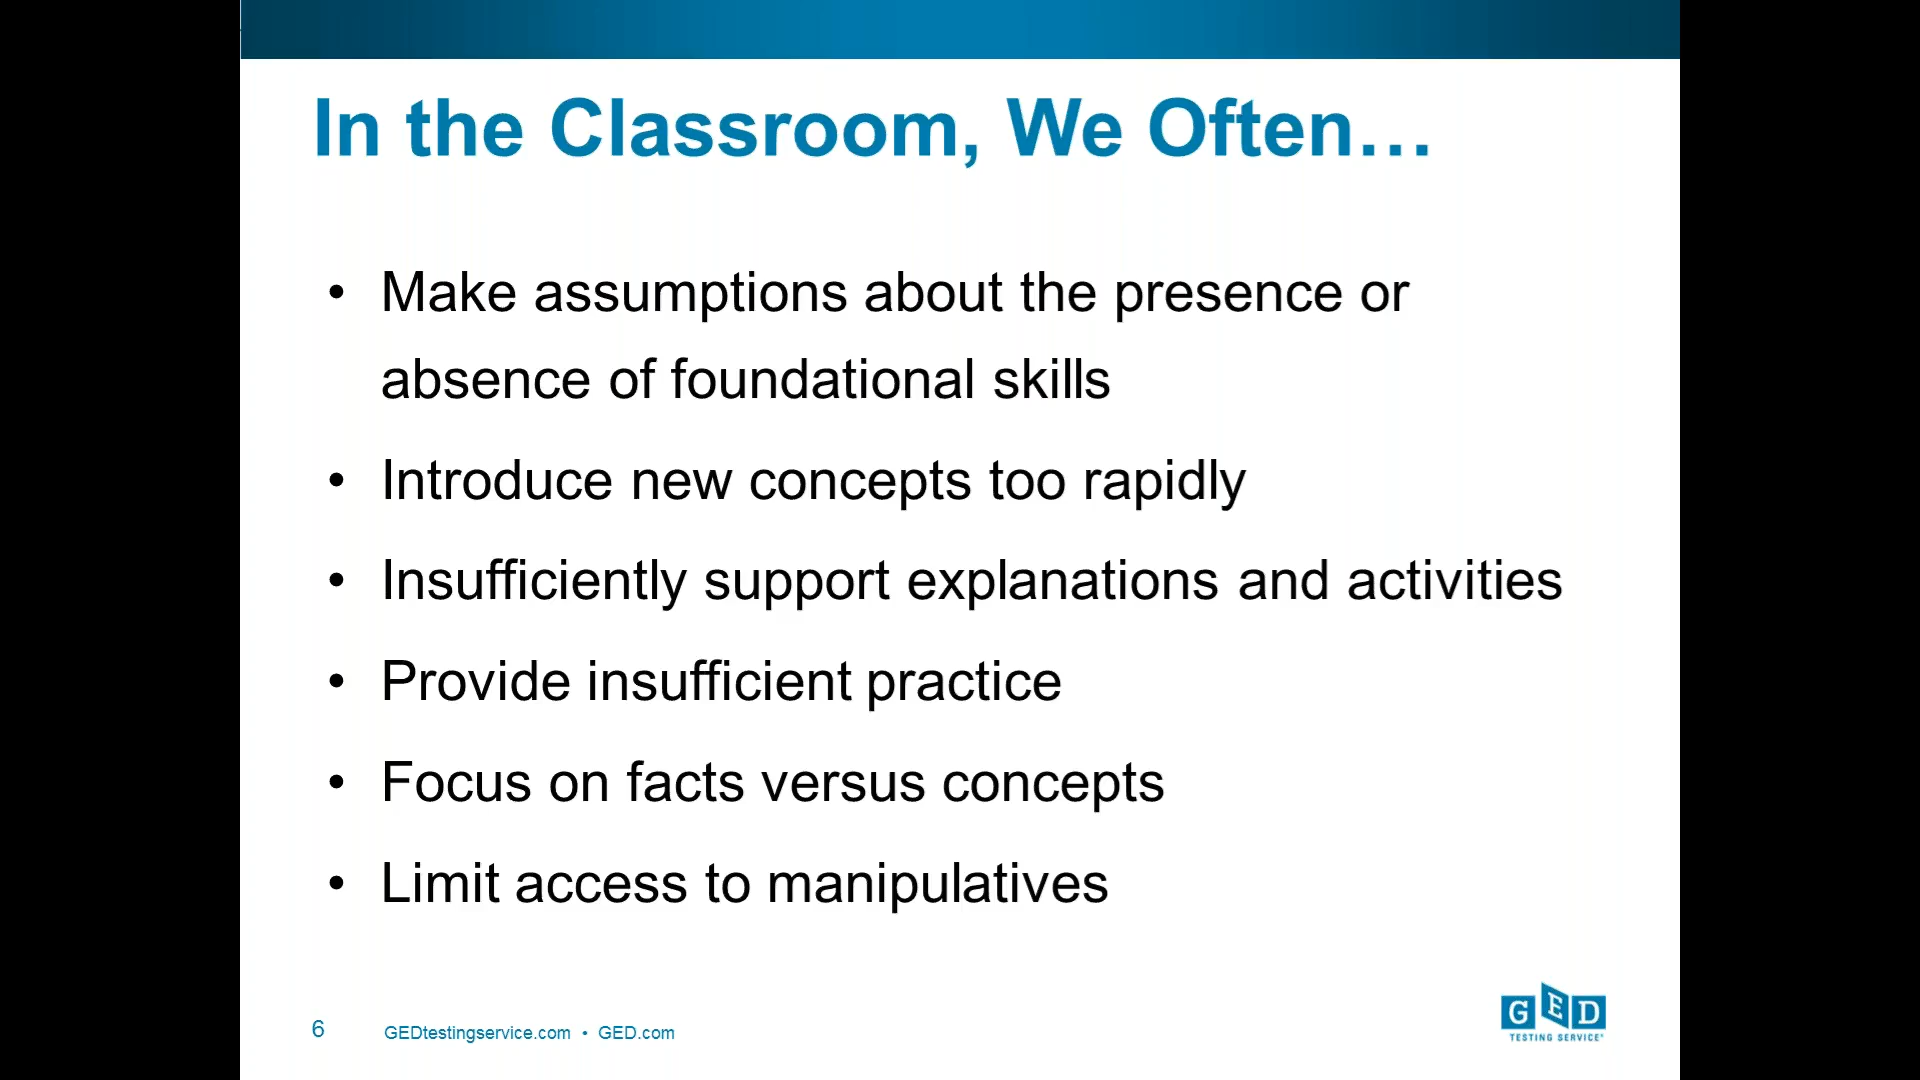 In the Classroom, We Often…
• Make assumptions about the presence or
absence of foundational skills
• Introduce new concepts too rapidly
• Insufficiently support explanations and activities
• Provide insufficient practice
• Focus on facts versus concepts
• Limit access to manipulatives
6
GEDtestingservice.com • GED.com
GED
TESTING SERVICE®